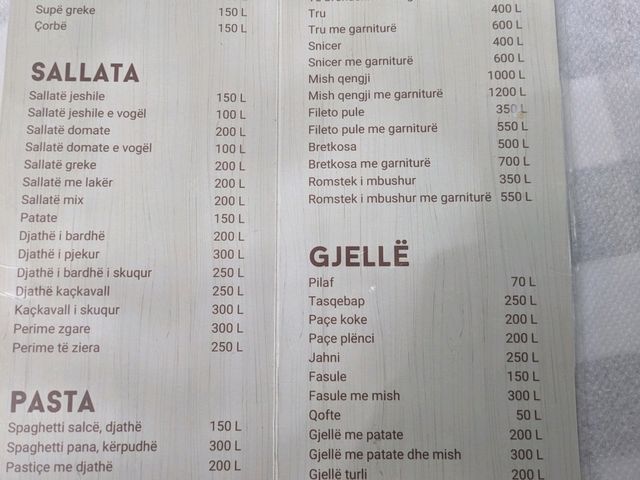 Supë greke 150 L
Çorbë 150 L
SALLATA
Sallatë jeshile 150 L
Sallatë jeshile e vogël 100 L
Sallatë domate 200 L
Sallatë domate e vogël 100 L
Sallatë greke 200 L
Sallatë me lakër 200 L
Sallatë mix 200 L
Patate 150 L
Djathë i bardhë 200 L
Djathë i pjekur 300 L
Djathë i bardhë i skuqur 250 L
Djathë kaçkavall 250 L
Kaçkavall i skuqur 300 L
Perime zgare 300 L
Perime të ziera 250 L
PASTA
Spaghetti salcë, djathë 150 L
Spaghetti pana, kërpudhë 300 L
Pastiçe me djathë 200 L
Tru 400 L
Tru me garniturë 600 L
Snicer 400 L
Snicer me garniturë 600 L
Mish qengji 1000 L
Mish qengji me garniturë 1200 L
Fileto pule 350 L
Fileto pule me garniturë 550 L
Bretkosa 500 L
Bretkosa me garniturë 700 L
Romstek i mbushur 350 L
Romstek i mbushur me garniturë 550 L
GJELLË
Pilaf 70 L
Tasqebap 250 L
Paçe koke 200 L
Paçe plënci 200 L
Jahni 250 L
Fasule 150 L
Fasule me mish 300 L
Qofte 50 L
Gjellë me patate 200 L
Gjellë me patate dhe mish 300 L
Gjellë turli 200 L